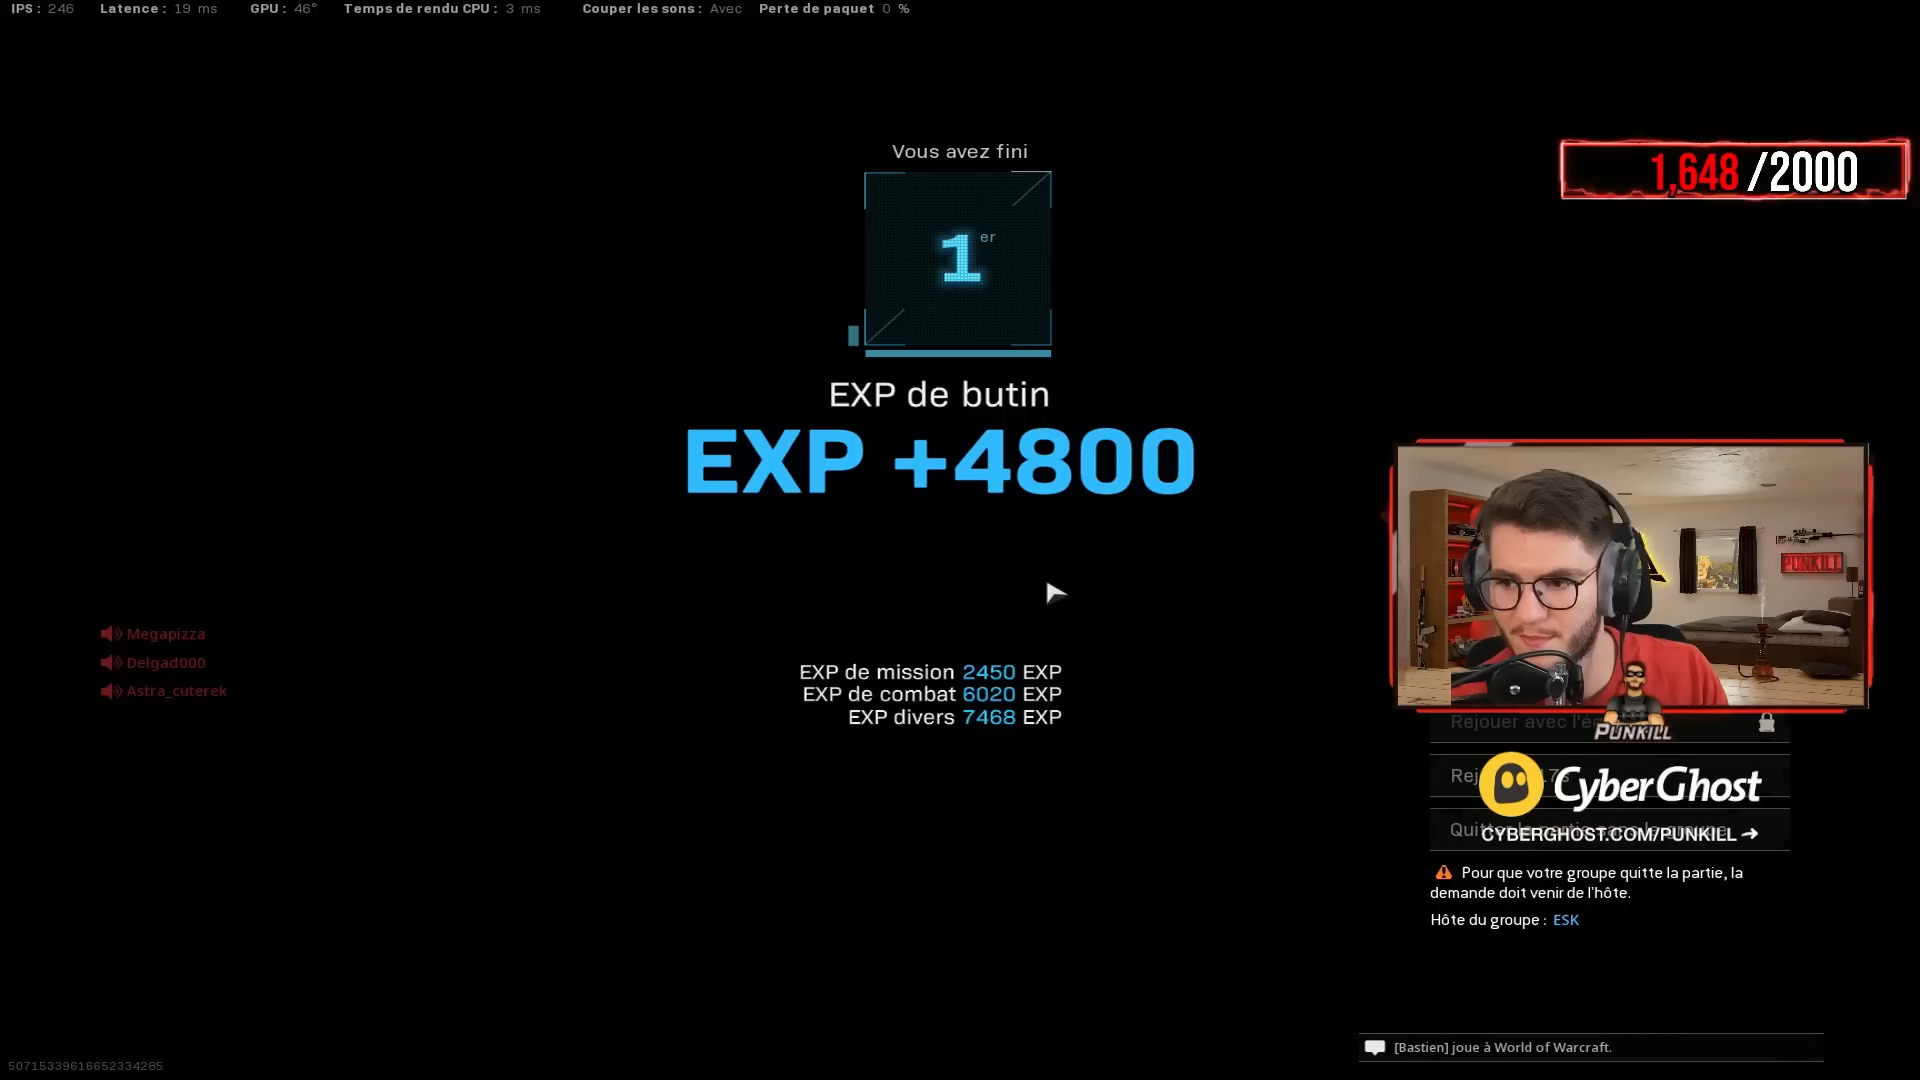 IPS : 246 Latence : 19 ms GPU : 46° Temps de rendu CPU : 3 ms Couper les sons : Avec Perte de paquet 0 %
Vous avez fini
1er
1,648 /2000
EXP de butin
EXP +4800
PUNKILL
Megapizza
Delgad000
Astra_cuterek
EXP de mission 2450 EXP
EXP de combat 6020 EXP
EXP divers 7468 EXP
Rejouer avec l'é
PUNKILL
CyberGhost
CYBERGHOST.COM/PUNKILL
Pour que votre groupe quitte la partie, la
demande doit venir de l'hôte.
Hôte du groupe : ESK
[Bastien] joue à World of Warcraft.
50715339616652334285